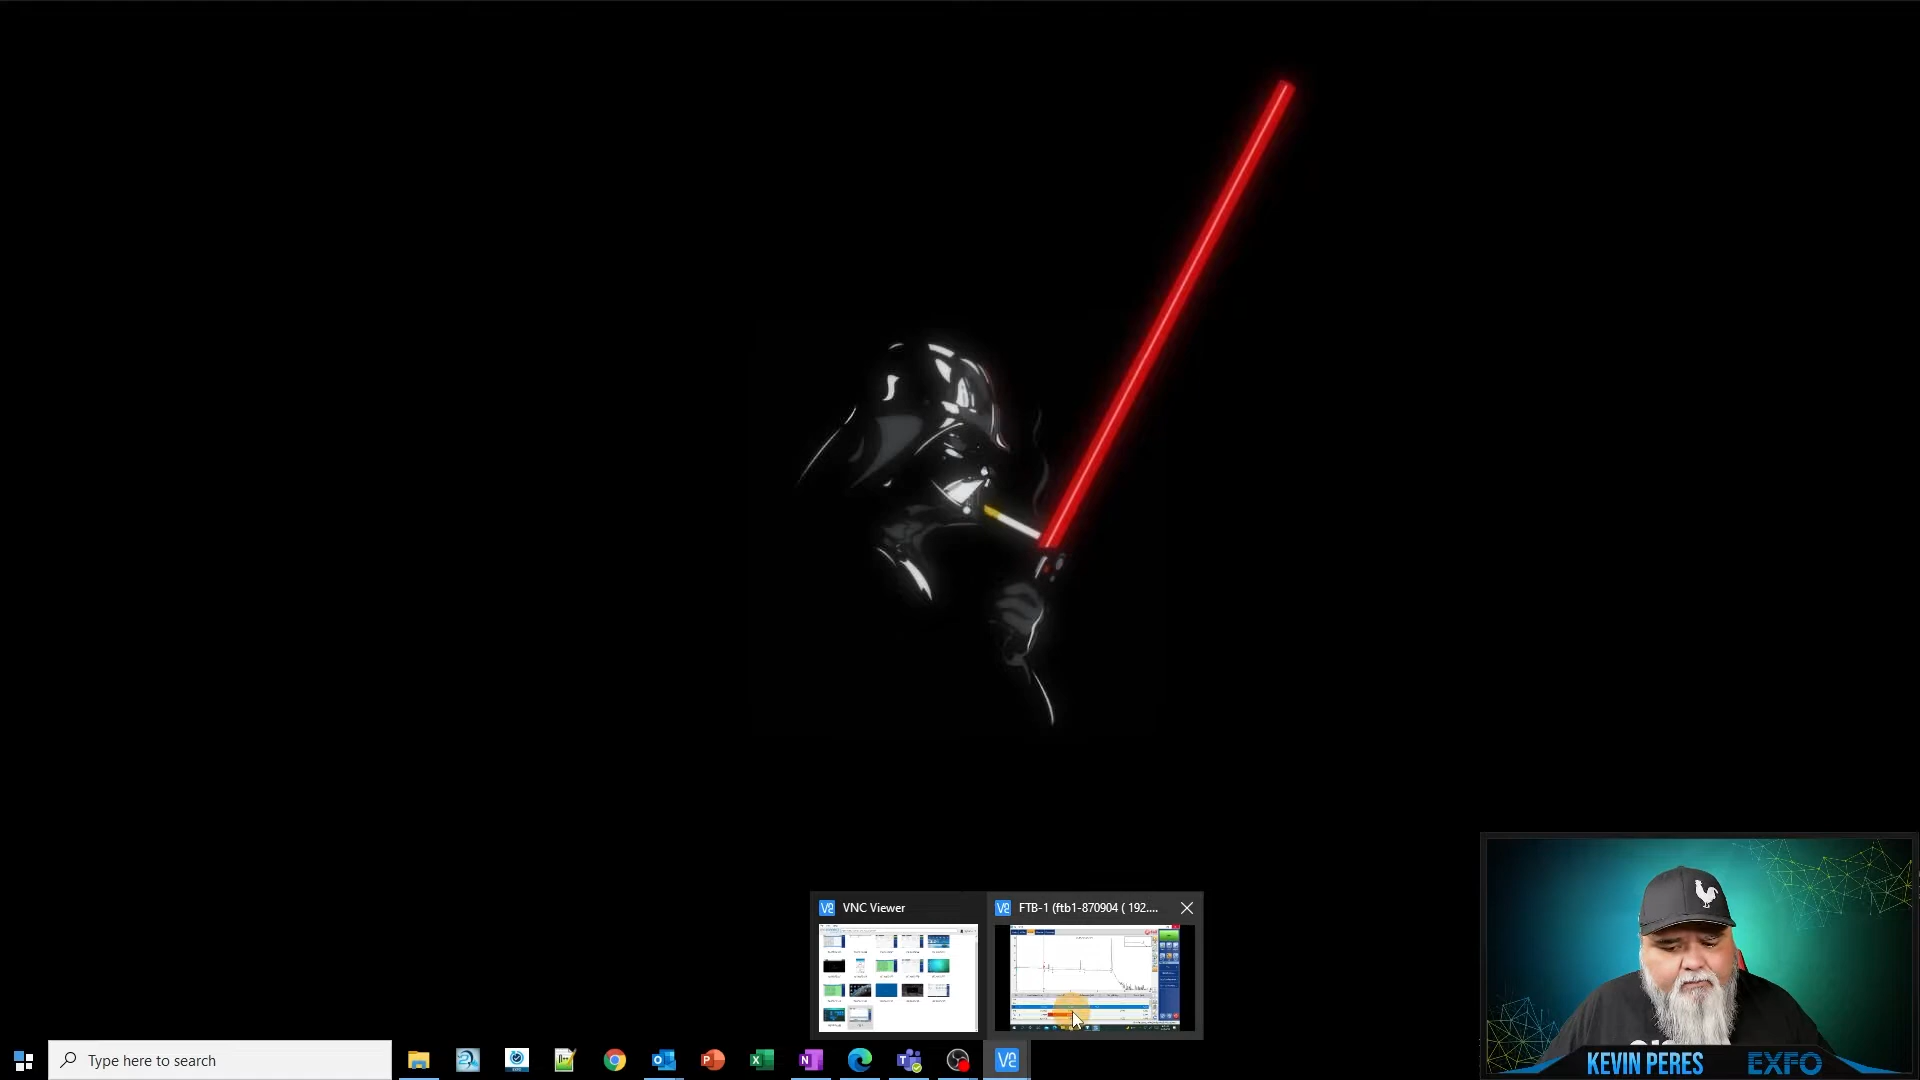 VNC Viewer
FTB-1 (ftb1-870904 ( 192....
Type here to search
KEVIN PERES
EXFO